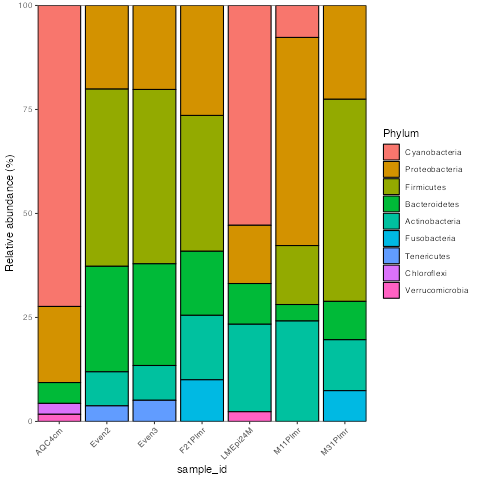 100
75
50
25
0
Relative abundance (%)
AQC4cm
Even2
Even3
F21Plmr
LMEpi24M
M11Plmr
M31Plmr
sample_id
Phylum
Cyanobacteria
Proteobacteria
Firmicutes
Bacteroidetes
Actinobacteria
Fusobacteria
Tenericutes
Chloroflexi
Verrucomicrobia